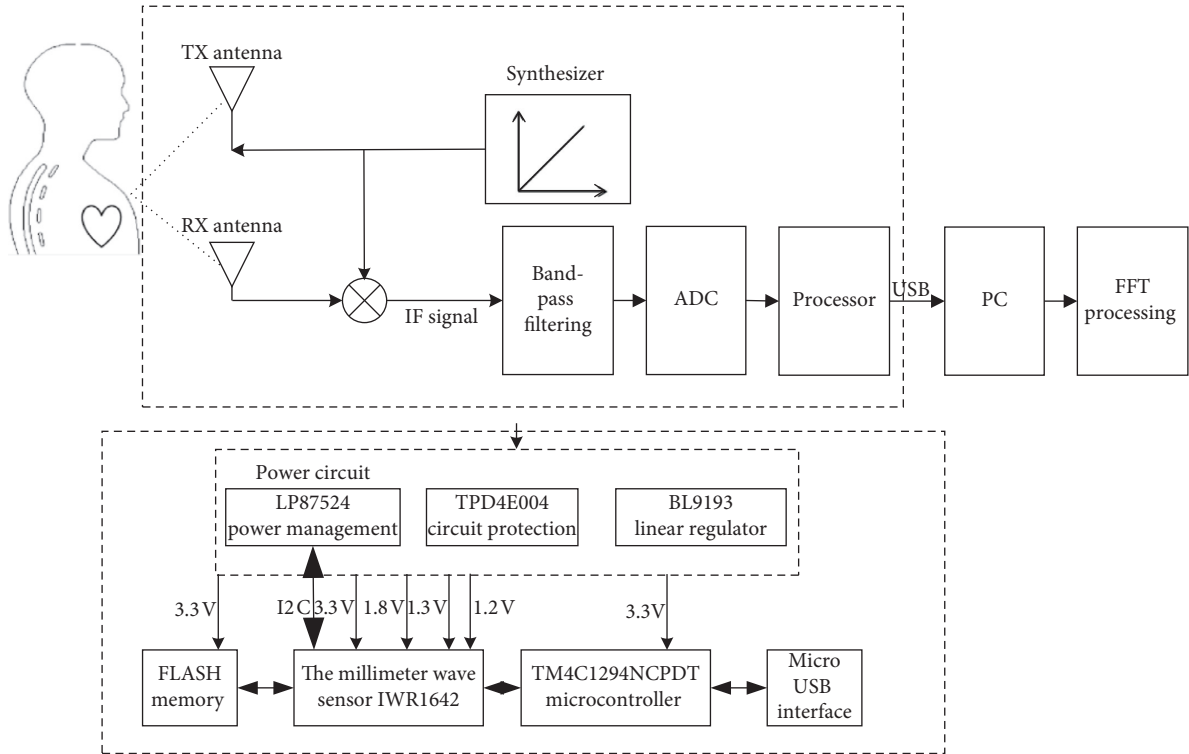 TX antenna
Synthesizer
RX antenna
IF signal
Band-
pass
filtering
ADC
Processor
USB
PC
FFT
processing
Power circuit
LP87524
power management
TPD4E004
circuit protection
BL9193
linear regulator
3.3 V
I2C
3.3 V
1.8 V
1.3 V
1.2 V
3.3V
FLASH
memory
The millimeter wave
sensor IWR1642
TM4C1294NCPDT
microcontroller
Micro
USB
interface